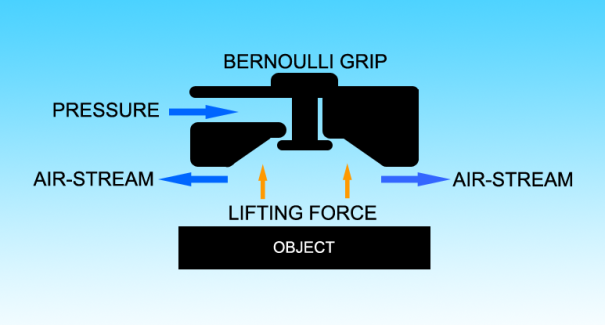 BERNOULLI GRIP
PRESSURE
AIR-STREAM
AIR-STREAM
LIFTING FORCE
OBJECT